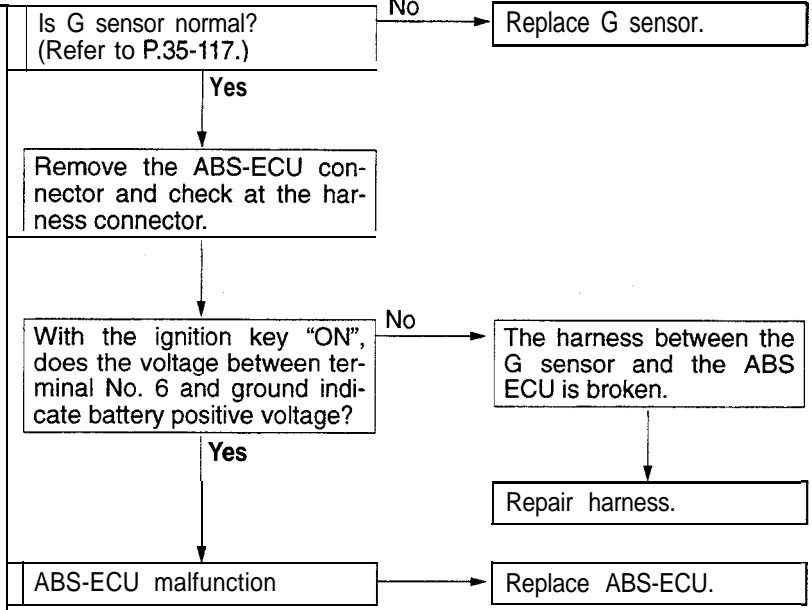 Is G sensor normal?
(Refer to P.35-117.)
No
Replace G sensor.
Yes
Remove the ABS-ECU con-
nector and check at the har-
ness connector.
With the ignition key “ON”,
does the voltage between ter-
minal No. 6 and ground indi-
cate battery positive voltage?
No
The harness between the
G sensor and the ABS
ECU is broken.
Yes
Repair harness.
ABS-ECU malfunction
Replace ABS-ECU.